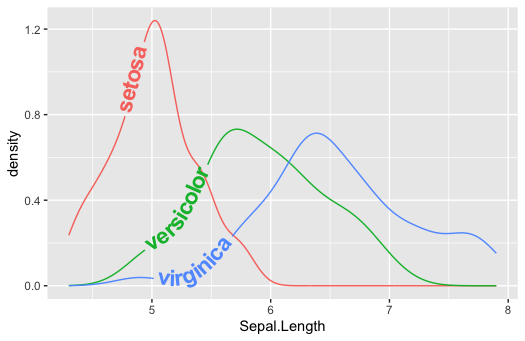 1.2
0.8
0.4
0.0
density
setosa
versicolor
virginica
5 6 7 8
Sepal.Length